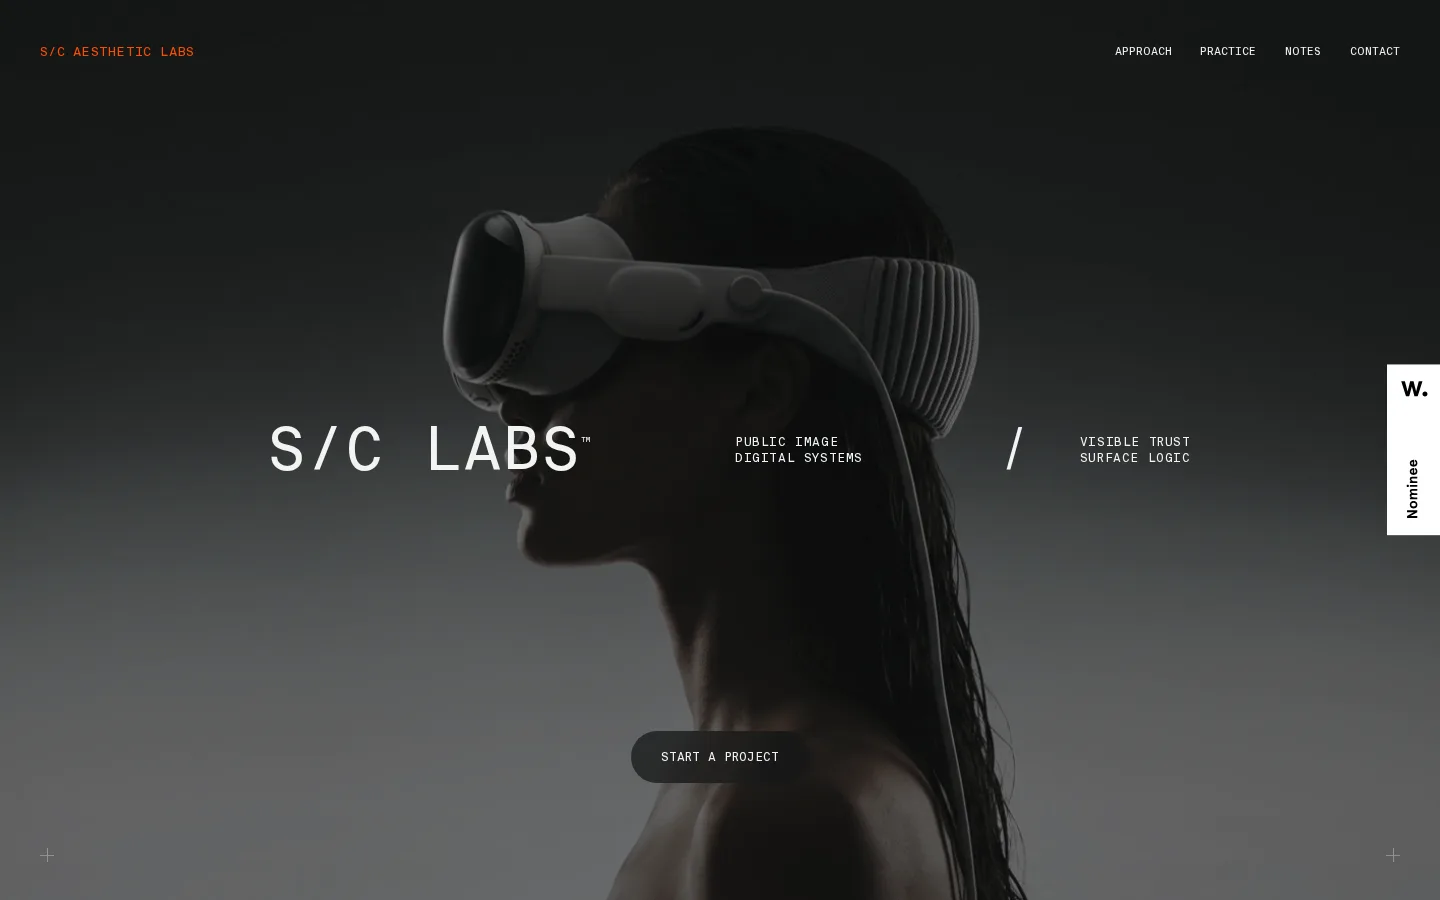 S/C AESTHETIC LABS
APPROACH
PRACTICE
NOTES
CONTACT
S/C LABS™
PUBLIC IMAGE
DIGITAL SYSTEMS
/
VISIBLE TRUST
SURFACE LOGIC
W.
Nominee
START A PROJECT